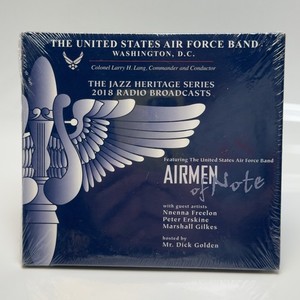 THE UNITED STATES AIR FORCE BAND
WASHINGTON, D.C.
Colonel Larry H. Lang, Commander and Conductor
THE JAZZ HERITAGE SERIES
2018 RADIO BROADCASTS
Featuring The United States Air Force Band
AIRMEN
of Note
with guest artists
Nnenna Freelon
Peter Erskine
Marshall Gilkes
hosted by
Mr. Dick Golden